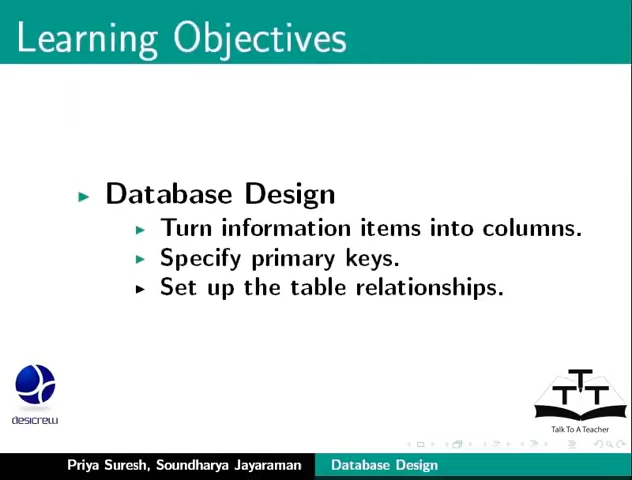 Learning Objectives
Database Design
Turn information items into columns.
Specify primary keys.
Set up the table relationships.
desicrew
TTT
Talk To A Teacher
Priya Suresh, Soundharya Jayaraman Database Design